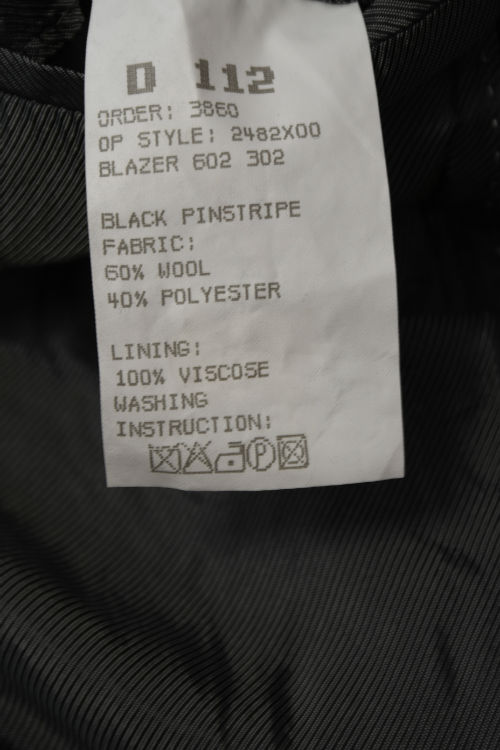 D 112
ORDER: 3860
OP STYLE: 2482X00
BLAZER 602 302
BLACK PINSTRIPE
FABRIC:
60% WOOL
40% POLYESTER
LINING:
100% VISCOSE
WASHING
INSTRUCTION:
P